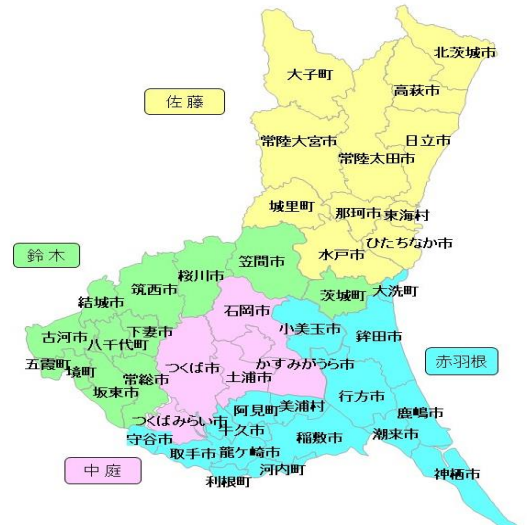 北茨城市
大子町
高萩市
佐藤
常陸大宮市
日立市
常陸太田市
城里町
那珂市
東海村
ひたちなか市
水戸市
鈴木
笠間市
桜川市
筑西市
大洗町
茨城町
結城市
石岡市
小美玉市
鉾田市
古河市
下妻市
八千代町
赤羽根
五霞町
境町
つくば市
かすみがうら市
土浦市
常総市
坂東市
行方市
阿見町
美浦村
鹿嶋市
つくばみらい市
牛久市
守谷市
稲敷市
潮来市
取手市
龍ケ崎市
中庭
河内町
神栖市
利根町